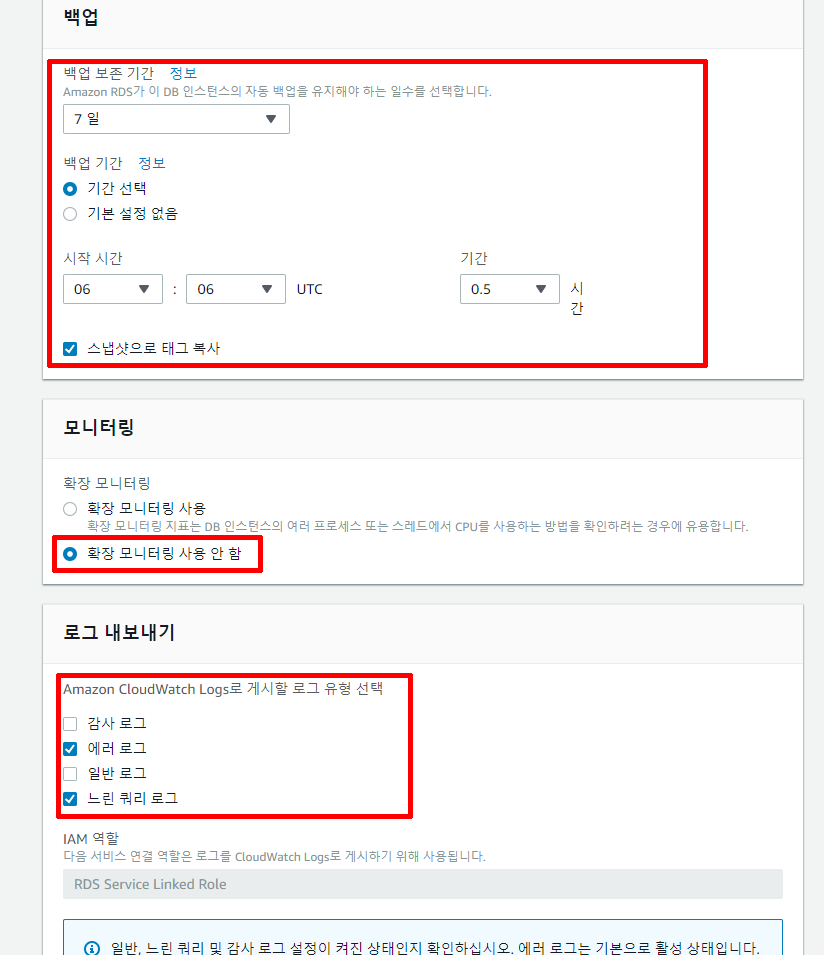 백업
백업 보존 기간 정보
Amazon RDS가 이 DB 인스턴스의 자동 백업을 유지해야 하는 일수를 선택합니다.
7 일
백업 기간 정보
기간 선택
기본 설정 없음
시작 시간 기간
06 : 06 UTC 0.5 시
간
스냅샷으로 태그 복사
모니터링
확장 모니터링
확장 모니터링 사용
확장 모니터링 지표는 DB 인스턴스의 여러 프로세스 또는 스레드에서 CPU를 사용하는 방법을 확인하려는 경우에 유용합니다.
확장 모니터링 사용 안 함
로그 내보내기
Amazon CloudWatch Logs로 게시할 로그 유형 선택
감사 로그
에러 로그
일반 로그
느린 쿼리 로그
IAM 역할
다음 서비스 연결 역할은 로그를 CloudWatch Logs로 게시하기 위해 사용됩니다.
RDS Service Linked Role
일반, 느린 쿼리 및 감사 로그 설정이 켜진 상태인지 확인하십시오. 에러 로그는 기본으로 활성 상태입니다.